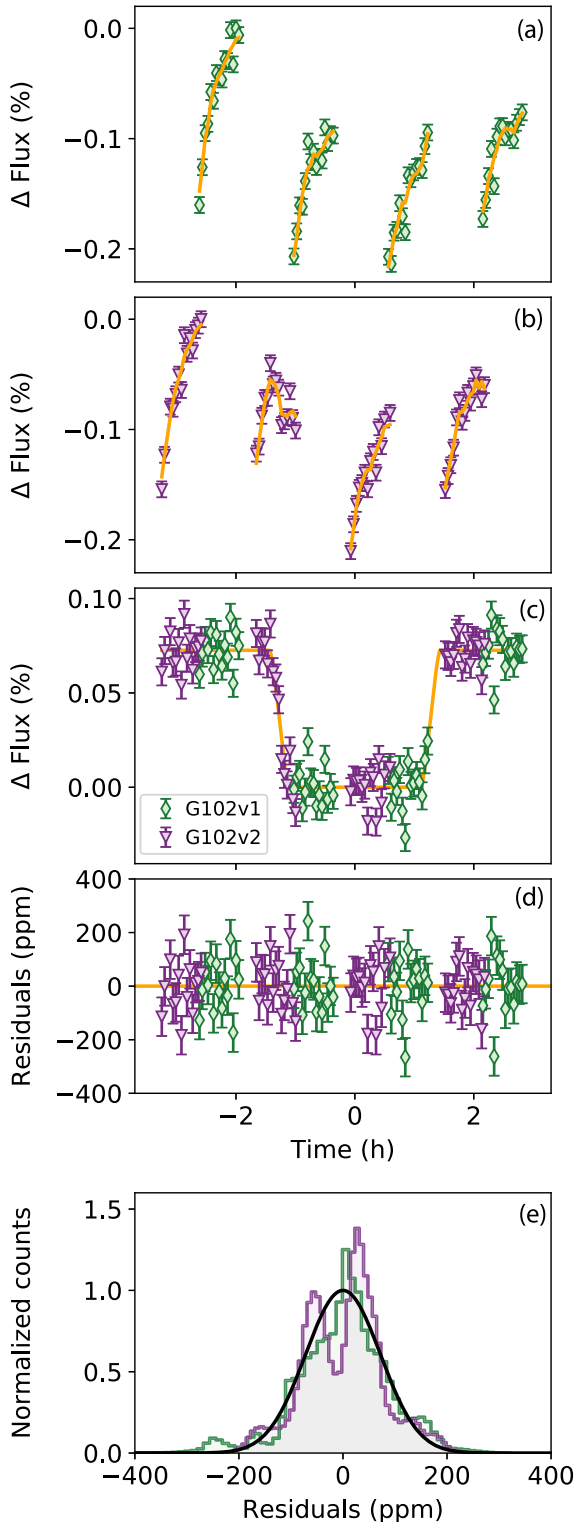 (a)
0.0
−0.1
−0.2
Δ Flux (%)
(b)
0.0
−0.1
−0.2
Δ Flux (%)
(c)
0.10
0.05
0.00
Δ Flux (%)
G102v1
G102v2
(d)
400
200
0
−200
−400
Residuals (ppm)
−2 0 2
Time (h)
(e)
1.5
1.0
0.5
0.0
Normalized counts
−400 −200 0 200 400
Residuals (ppm)